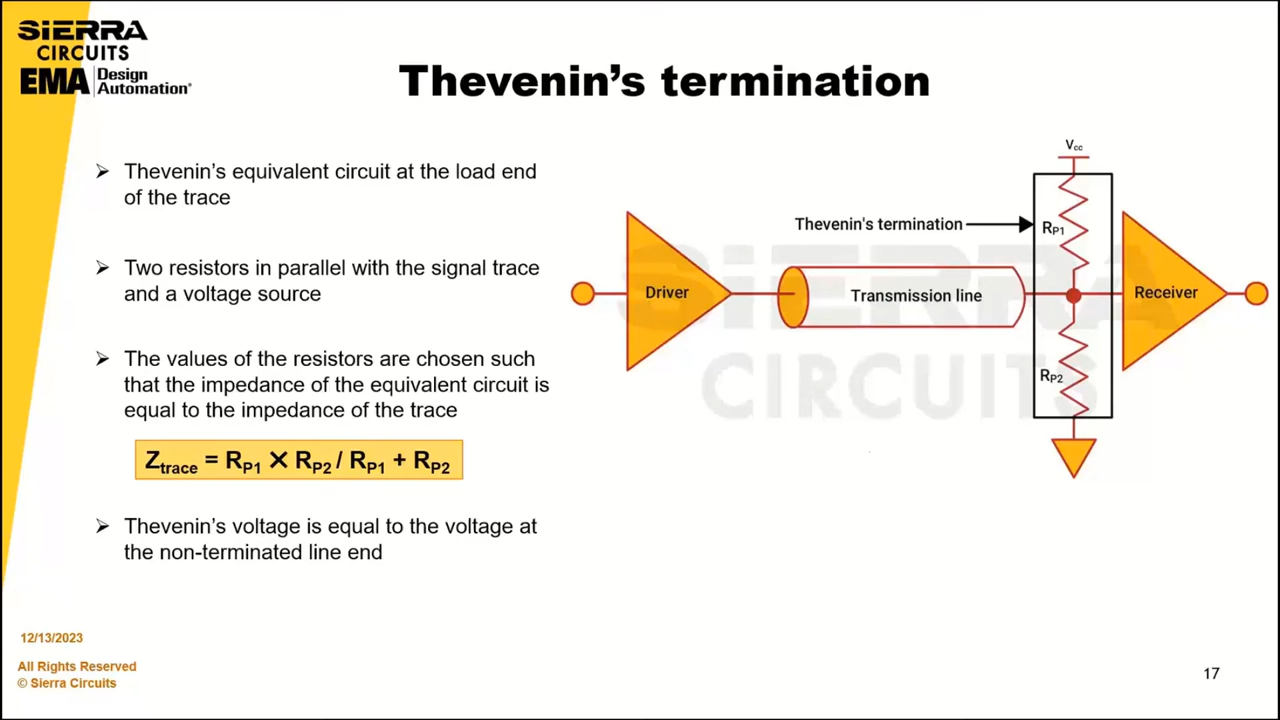 SIERRA
CIRCUITS
EMA Design
Automation®
Thevenin's termination
➢ Thevenin's equivalent circuit at the load end
of the trace
➢ Two resistors in parallel with the signal trace
and a voltage source
➢ The values of the resistors are chosen such
that the impedance of the equivalent circuit is
equal to the impedance of the trace
Ztrace = RP1 X RP2 / RP1 + RP2
➢ Thevenin's voltage is equal to the voltage at
the non-terminated line end
Vcc
Thevenin's termination
RP1
Driver
Transmission line
Receiver
RP2
SIERRA
CIRCUITS
12/13/2023
All Rights Reserved
© Sierra Circuits
17